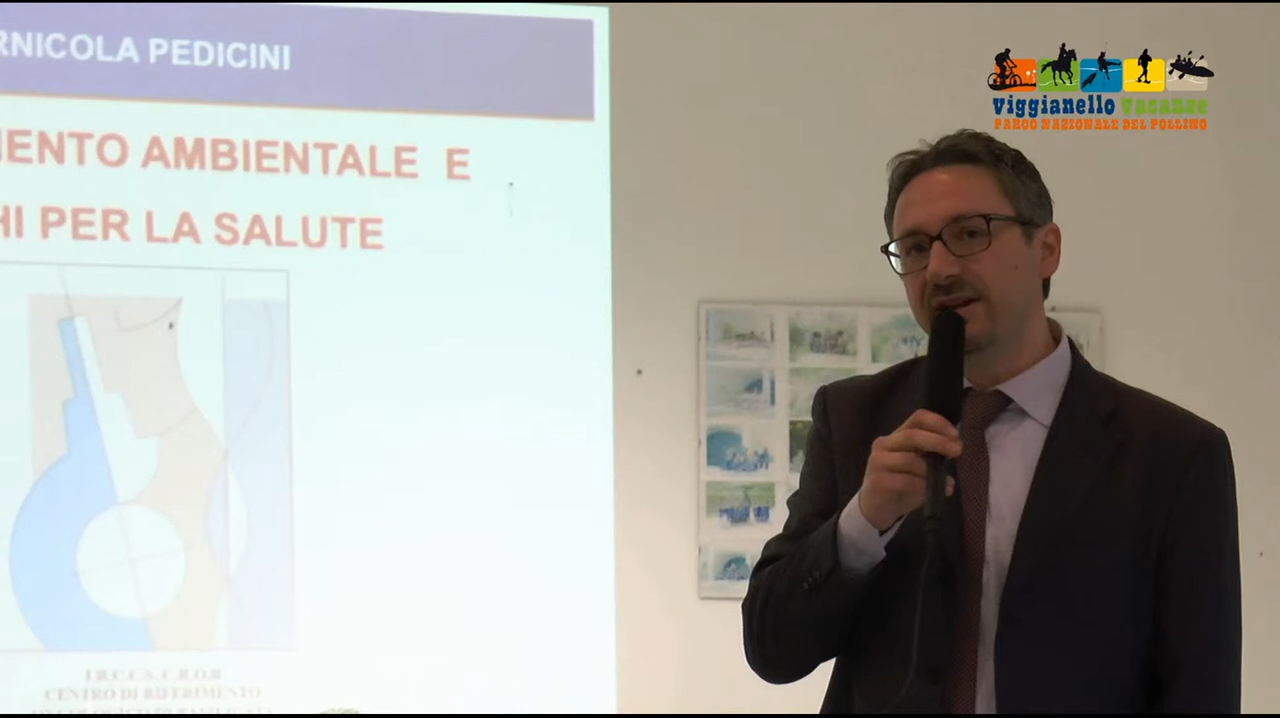 RNICOLA PEDICINI
IENTO AMBIENTALE E
HI PER LA SALUTE
I.R.C.C.S. C.R.O.B
CENTRO DI RIFERIMENTO
Viggianello Vacanze
PARCO NAZIONALE DEL POLLINO